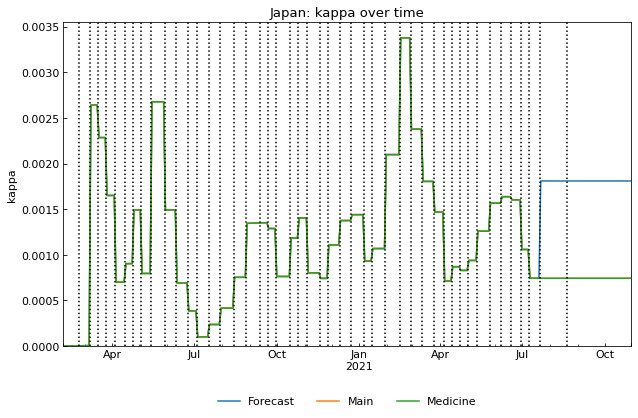 Japan: kappa over time
0.0035
0.0030
0.0025
0.0020
0.0015
0.0010
0.0005
0.0000
kappa
Apr Jul Oct Jan Apr Jul Oct
2021
Forecast Main Medicine